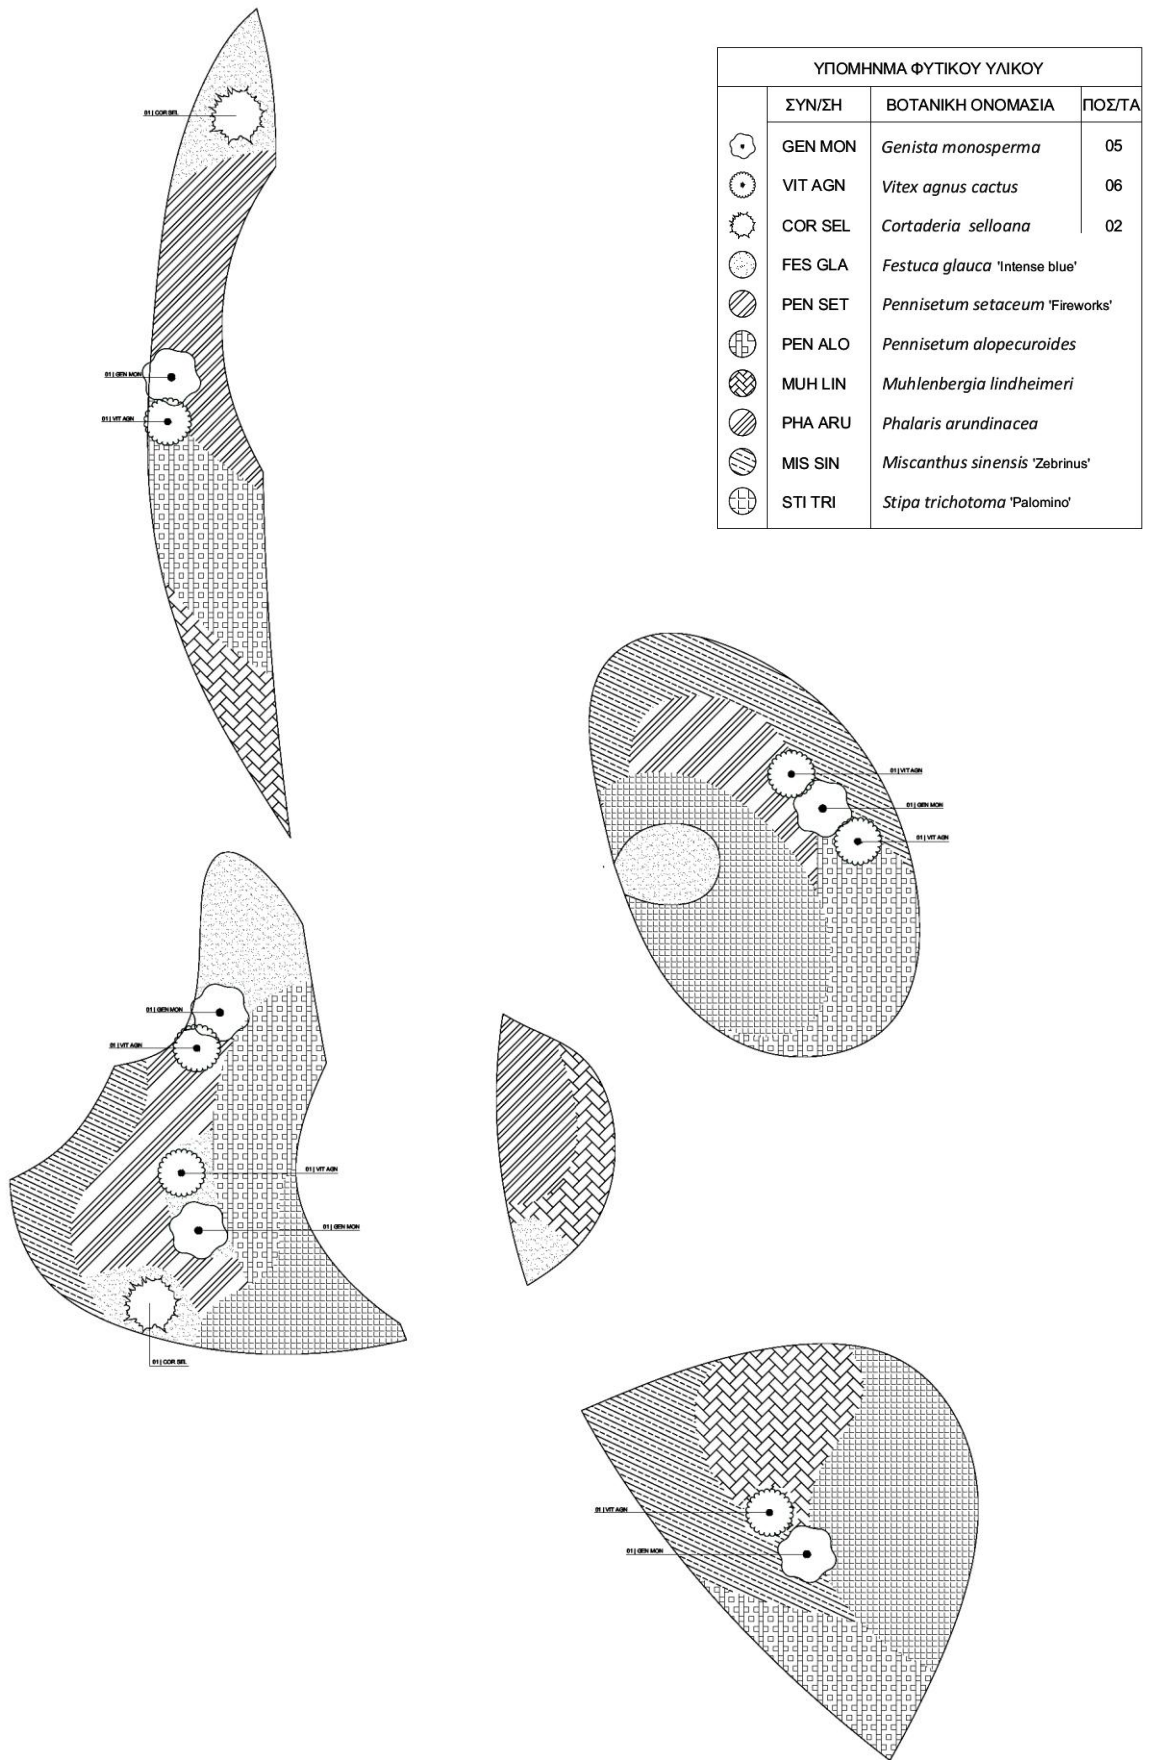 ΥΠΟΜΗΝΜΑ ΦΥΤΙΚΟΥ ΥΛΙΚΟΥ
ΣΥΝ/ΣΗ ΒΟΤΑΝΙΚΗ ΟΝΟΜΑΣΙΑ ΠΟΣ/ΤΑ
GEN MON Genista monosperma 05
VIT AGN Vitex agnus cactus 06
COR SEL Cortaderia selloana 02
FES GLA Festuca glauca 'Intense blue'
PEN SET Pennisetum setaceum 'Fireworks'
PEN ALO Pennisetum alopecuroides
MUH LIN Muhlenbergia lindheimeri
PHA ARU Phalaris arundinacea
MIS SIN Miscanthus sinensis 'Zebrinus'
STI TRI Stipa trichotoma 'Palomino'
01 | COR SEL
01 | GEN MON
01 | VIT AGN
01 | VIT AGN
01 | GEN MON
01 | VIT AGN
01 | GEN MON
01 | VIT AGN
01 | VIT AGN
01 | GEN MON
01 | COR SEL
01 | VIT AGN
01 | GEN MON